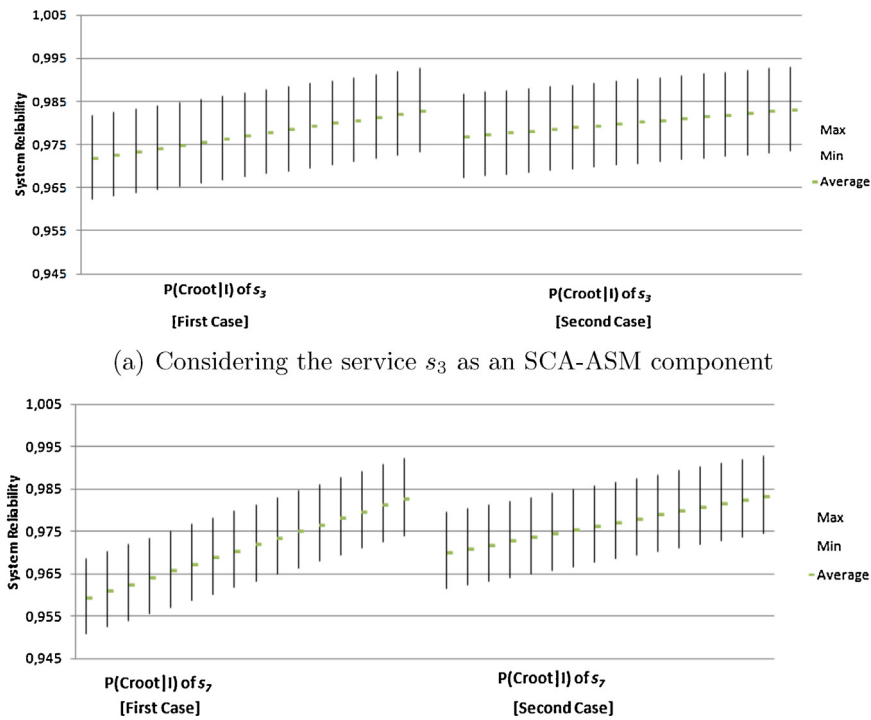 1,005
0,995
0,985
0,975
0,965
0,955
0,945
System Reliability
Max
Min
Average
P(Croot|I) of s3
[First Case]
P(Croot|I) of s3
[Second Case]
(a) Considering the service s3 as an SCA-ASM component
1,005
0,995
0,985
0,975
0,965
0,955
0,945
System Reliability
Max
Min
Average
P(Croot|I) of s7
[First Case]
P(Croot|I) of s7
[Second Case]